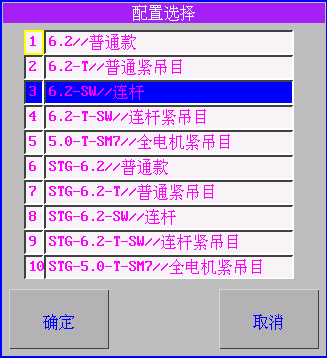 配置选择
1 6.2//普通款
2 6.2-T//普通紧吊目
3 6.2-SW//连杆
4 6.2-T-SW//连杆紧吊目
5 5.0-T-SM7//全电机紧吊目
6 STG-6.2//普通款
7 STG-6.2-T//普通紧吊目
8 STG-6.2-SW//连杆
9 STG-6.2-T-SW//连杆紧吊目
10 STG-5.0-T-SM7//全电机紧吊目
确定 取消